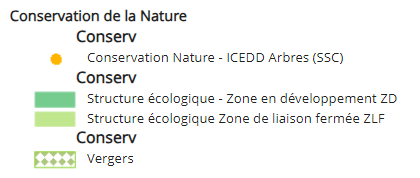 Conservation de la Nature
Conserv
Conservation Nature - ICEDD Arbres (SSC)
Conserv
Structure écologique - Zone en développement ZD
Structure écologique Zone de liaison fermée ZLF
Conserv
Vergers